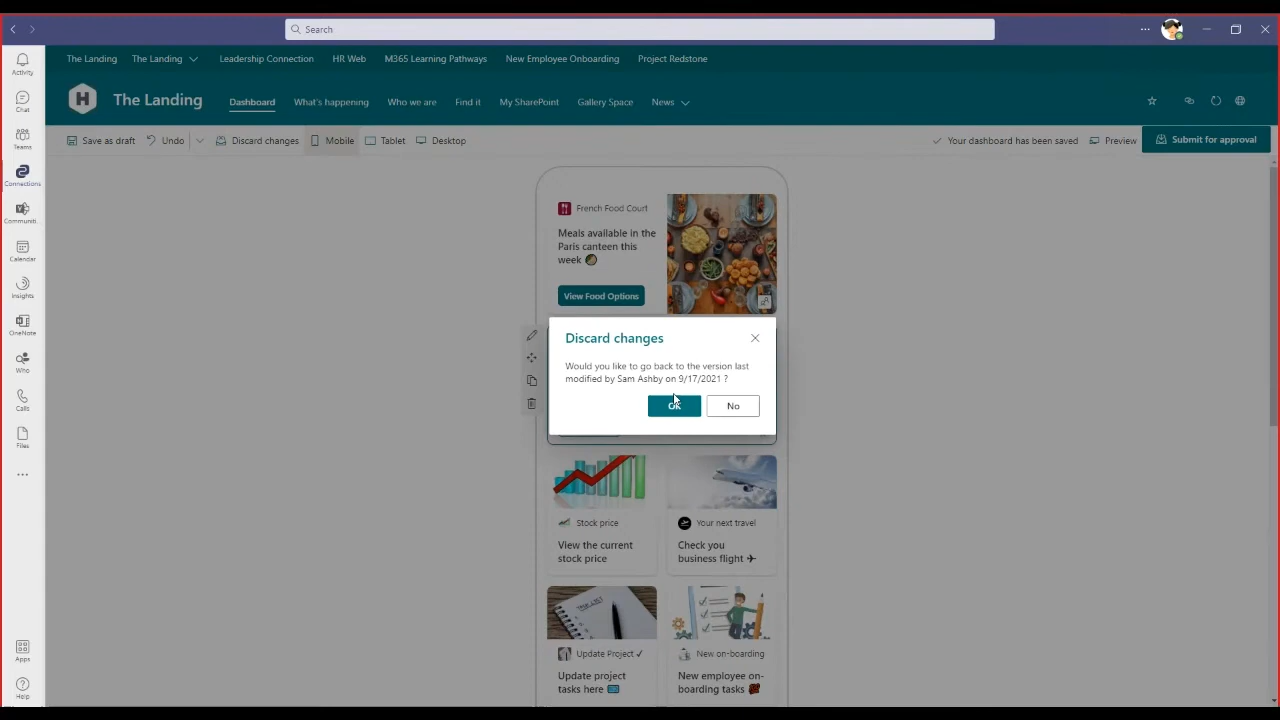 Search
Activity
Chat
Teams
Connections
Communiti...
Calendar
Insights
OneNote
Who
Calls
Files
Apps
Help
The Landing
The Landing
Leadership Connection
HR Web
M365 Learning Pathways
New Employee Onboarding
Project Redstone
H
The Landing
Dashboard
What's happening
Who we are
Find it
My SharePoint
Gallery Space
News
Save as draft
Undo
Discard changes
Mobile
Tablet
Desktop
Your dashboard has been saved
Preview
Submit for approval
French Food Court
Meals available in the
Paris canteen this
week
View Food Options
Discard changes
Would you like to go back to the version last
modified by Sam Ashby on 9/17/2021 ?
OK
No
Stock price
View the current
stock price
Your next travel
Check you
business flight ✈
Update Project ✓
Update project
tasks here
New on-boarding
New employee on-
boarding tasks